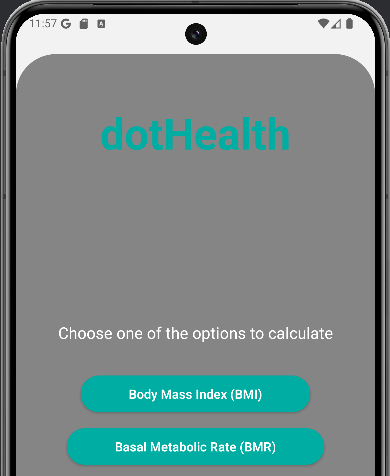 11:57
dotHealth
Choose one of the options to calculate
Body Mass Index (BMI)
Basal Metabolic Rate (BMR)